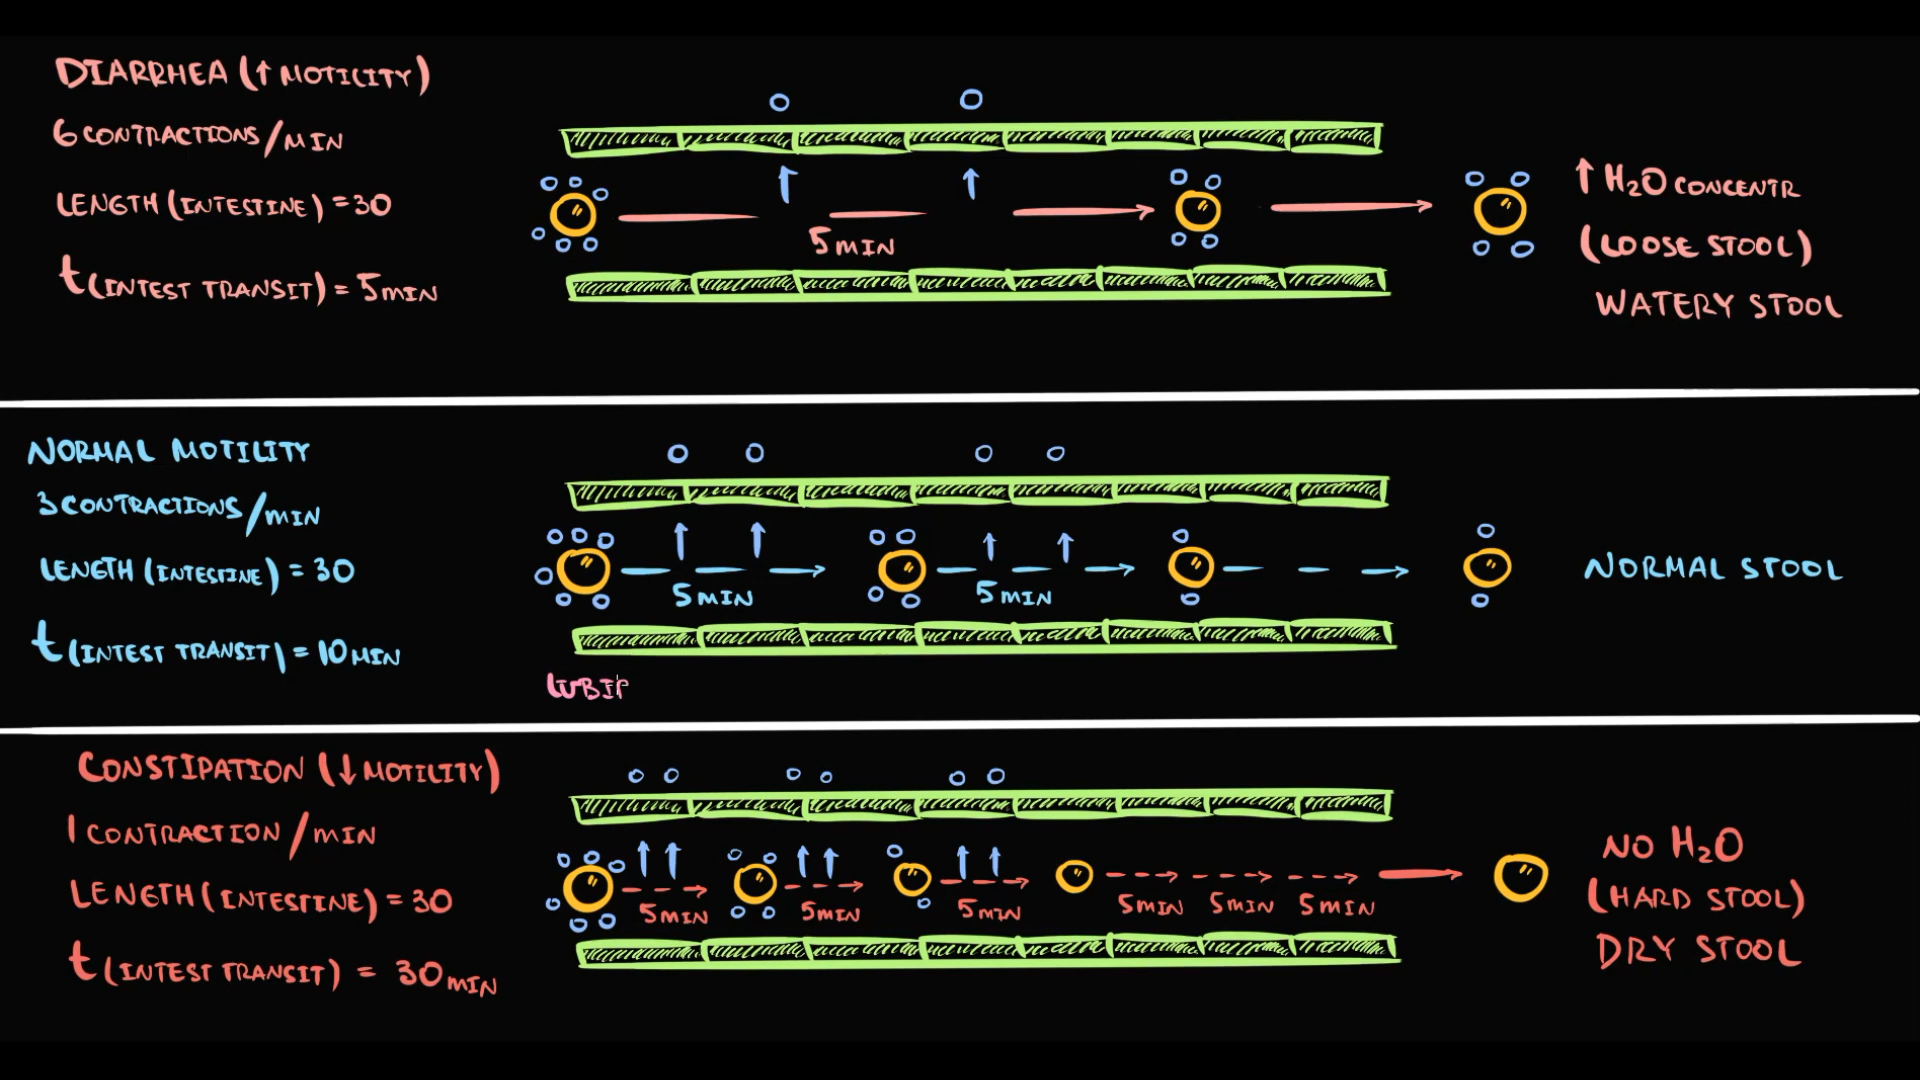 DIARRHEA (↑ MOTILITY)
6 CONTRACTIONS/MIN
LENGTH (INTESTINE) = 30
t (INTEST TRANSIT) = 5 MIN
5 MIN
↑ H₂O CONCENTR
(LOOSE STOOL)
WATERY STOOL
NORMAL MOTILITY
3 CONTRACTIONS/MIN
LENGTH (INTESTINE) = 30
t (INTEST TRANSIT) = 10 MIN
5 MIN 5 MIN
NORMAL STOOL
LUBIP
CONSTIPATION (↓ MOTILITY)
1 CONTRACTION/MIN
LENGTH (INTESTINE) = 30
t (INTEST TRANSIT) = 30 MIN
5 MIN 5 MIN 5 MIN 5 MIN 5 MIN 5 MIN
NO H₂O
(HARD STOOL)
DRY STOOL